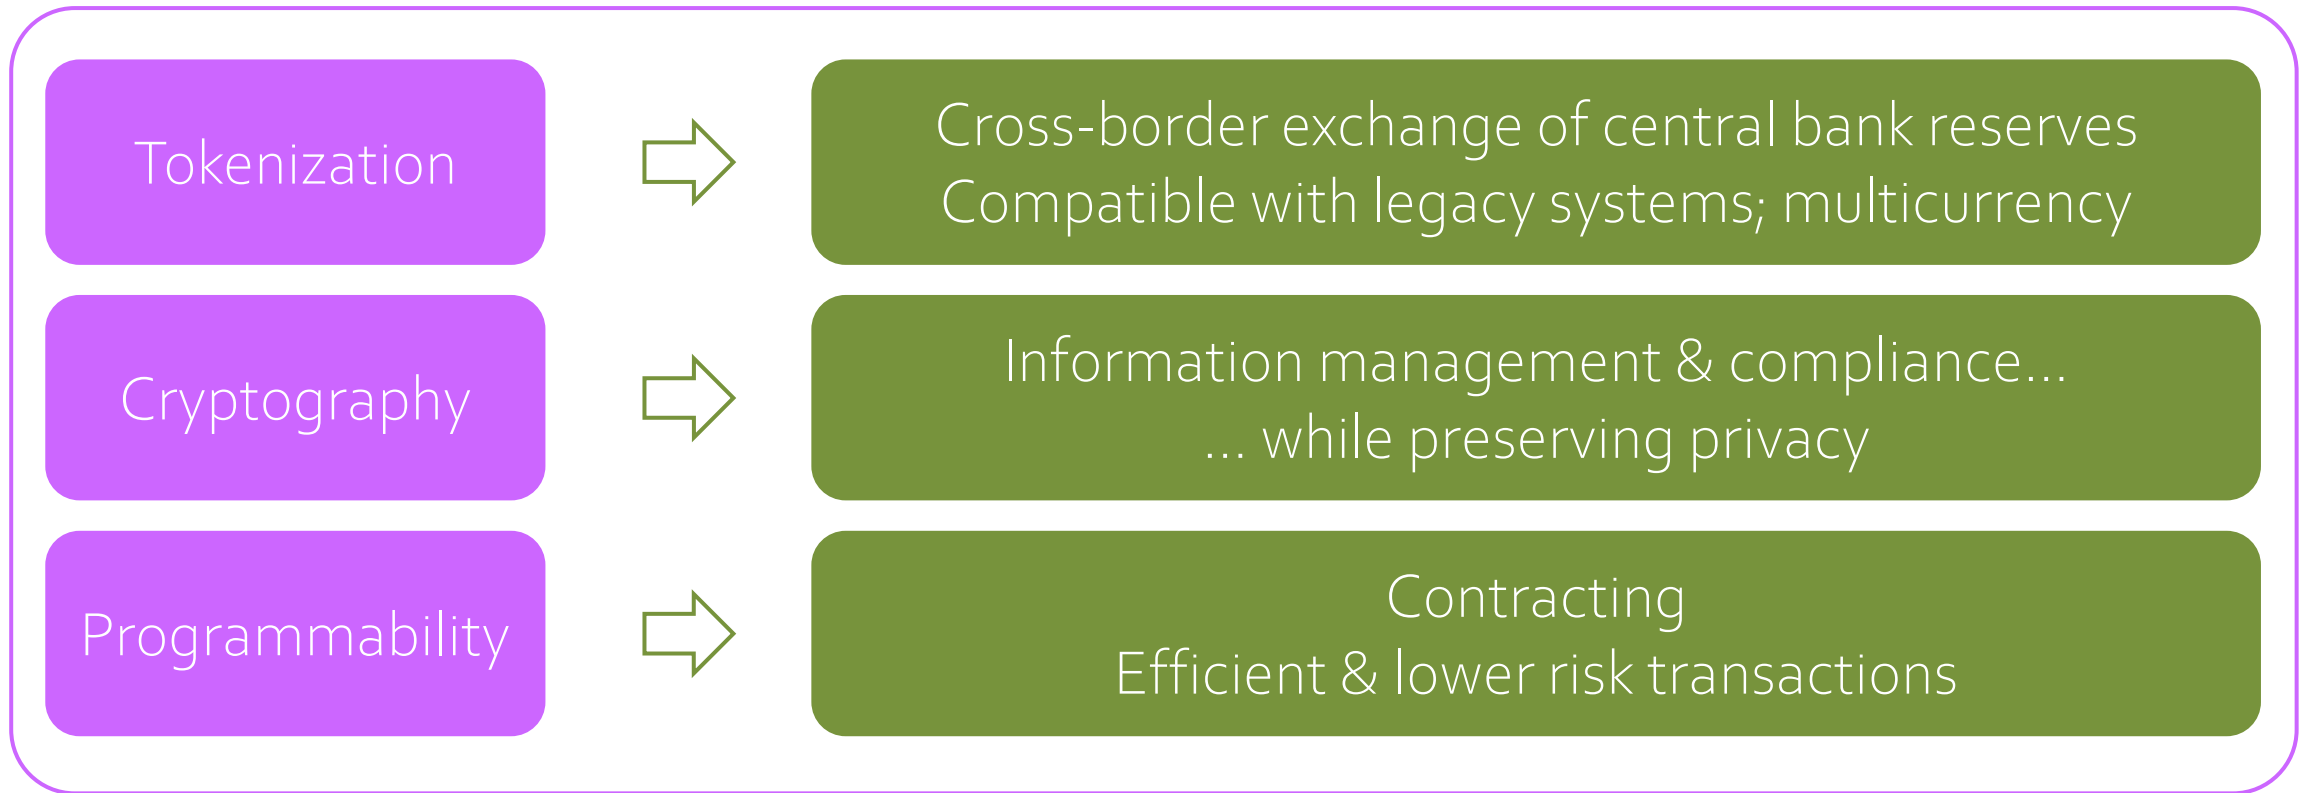 Tokenization
Cross-border exchange of central bank reserves
Compatible with legacy systems; multicurrency
Cryptography
Information management & compliance...
... while preserving privacy
Programmability
Contracting
Efficient & lower risk transactions